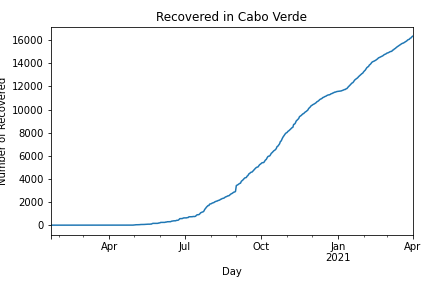 Recovered in Cabo Verde
16000
14000
12000
10000
8000
6000
4000
2000
0
Number of Recovered
Apr
Jul
Oct
Jan
2021
Apr
Day